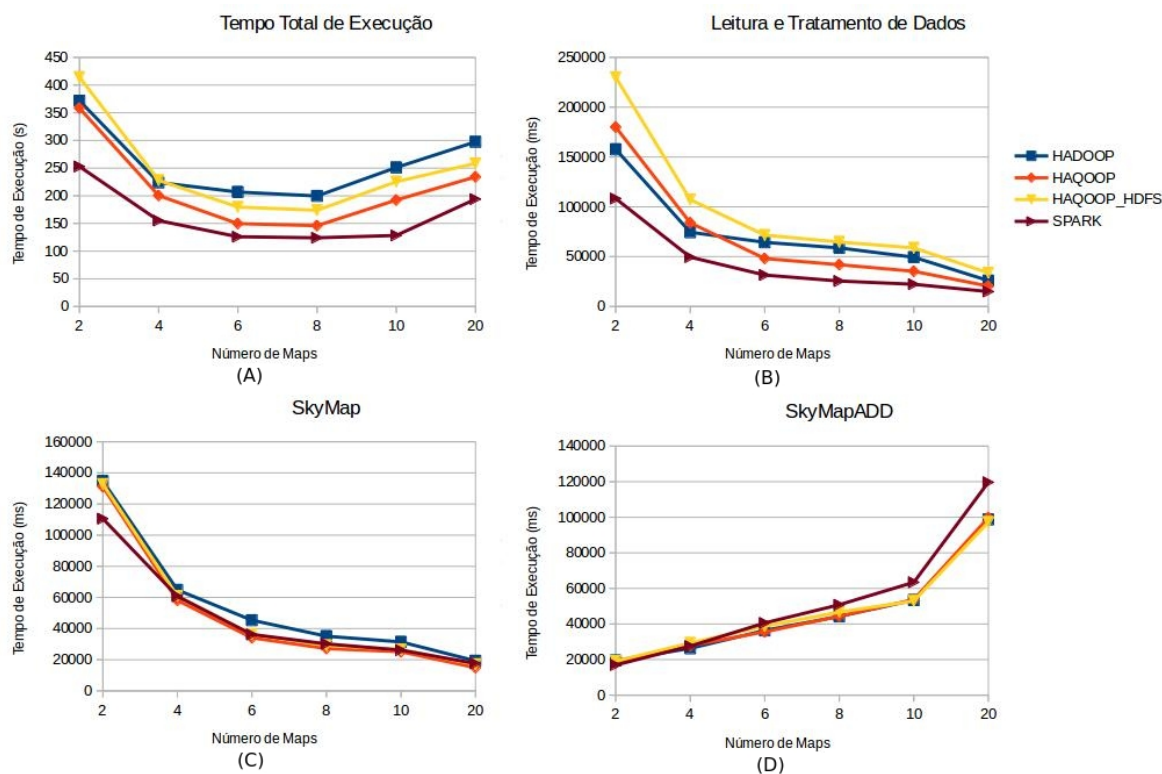 Tempo Total de Execução
450
400
350
300
250
200
150
100
50
0
Tempo de Execução (s)
2 4 6 8 10 20
Número de Maps
(A)
Leitura e Tratamento de Dados
250000
200000
150000
100000
50000
0
Tempo de Execução (ms)
2 4 6 8 10 20
Número de Maps
(B)
HADOOP
HAQOOP
HAQOOP_HDFS
SPARK
SkyMap
160000
140000
120000
100000
80000
60000
40000
20000
0
Tempo de Execução (ms)
2 4 6 8 10 20
Número de Maps
(C)
SkyMapADD
140000
120000
100000
80000
60000
40000
20000
0
Tempo de Execução (ms)
2 4 6 8 10 20
Número de Maps
(D)